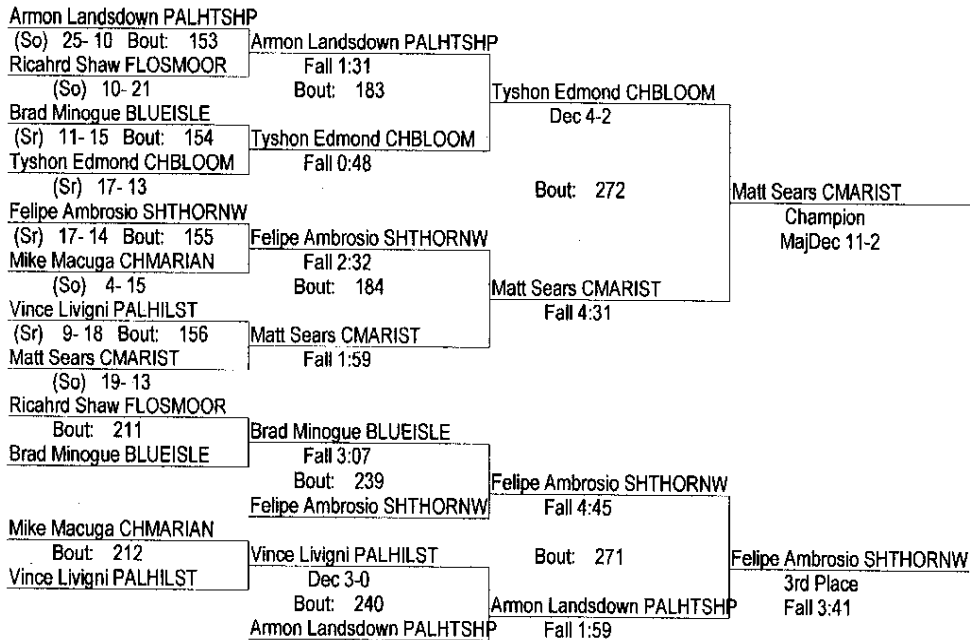 Armon Landsdown PALHTSHP
(So) 25- 10 Bout: 153
Ricahrd Shaw FLOSMOOR
(So) 10- 21
Brad Minogue BLUEISLE
(Sr) 11- 15 Bout: 154
Tyshon Edmond CHBLOOM
(Sr) 17- 13
Felipe Ambrosio SHTHORNW
(Sr) 17- 14 Bout: 155
Mike Macuga CHMARIAN
(So) 4- 15
Vince Livigni PALHILST
(Sr) 9- 18 Bout: 156
Matt Sears CMARIST
(So) 19- 13
Armon Landsdown PALHTSHP
Fall 1:31
Bout: 183
Tyshon Edmond CHBLOOM
Fall 0:48
Felipe Ambrosio SHTHORNW
Fall 2:32
Bout: 184
Matt Sears CMARIST
Fall 1:59
Tyshon Edmond CHBLOOM
Dec 4-2
Bout: 272
Matt Sears CMARIST
Fall 4:31
Matt Sears CMARIST
Champion
MajDec 11-2
Ricahrd Shaw FLOSMOOR
Bout: 211
Brad Minogue BLUEISLE
Mike Macuga CHMARIAN
Bout: 212
Vince Livigni PALHILST
Brad Minogue BLUEISLE
Fall 3:07
Bout: 239
Felipe Ambrosio SHTHORNW
Vince Livigni PALHILST
Dec 3-0
Bout: 240
Armon Landsdown PALHTSHP
Felipe Ambrosio SHTHORNW
Fall 4:45
Bout: 271
Armon Landsdown PALHTSHP
Fall 1:59
Felipe Ambrosio SHTHORNW
3rd Place
Fall 3:41